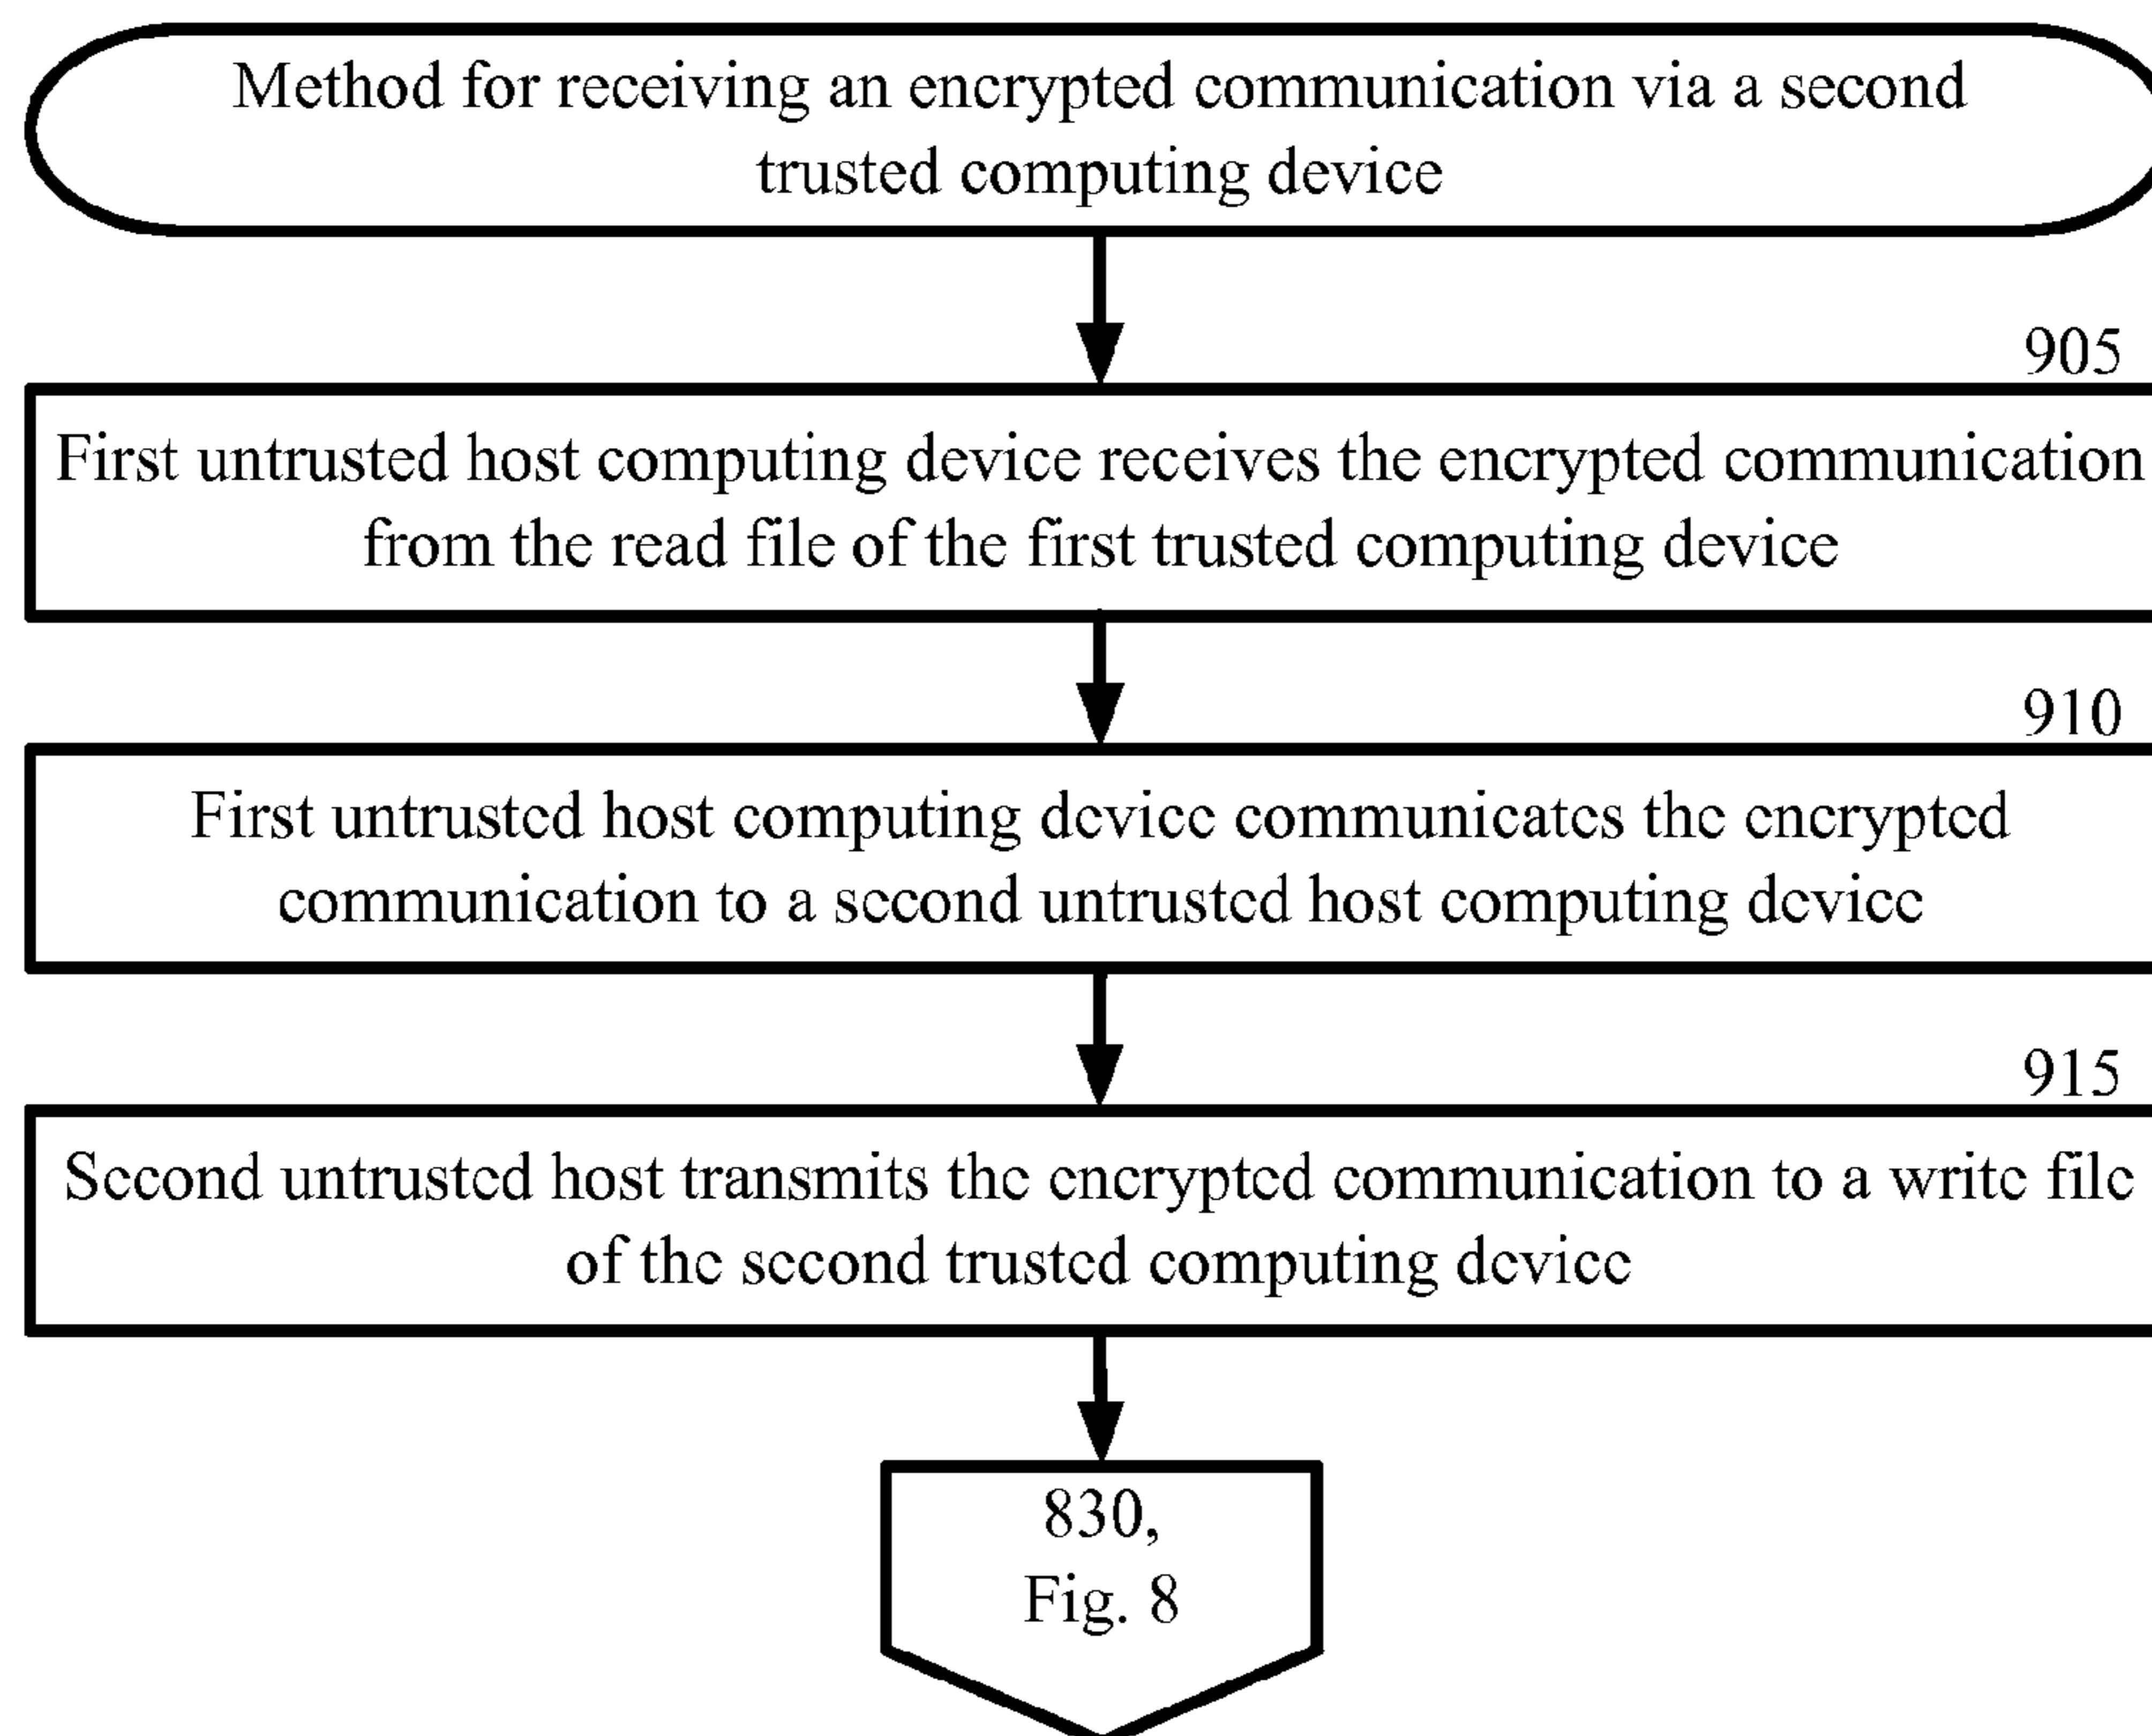 Method for receiving an encrypted communication via a second
trusted computing device
905
First untrusted host computing device receives the encrypted communication
from the read file of the first trusted computing device
910
First untrusted host computing device communicates the encrypted
communication to a second untrusted host computing device
915
Second untrusted host transmits the encrypted communication to a write file
of the second trusted computing device
830,
Fig. 8